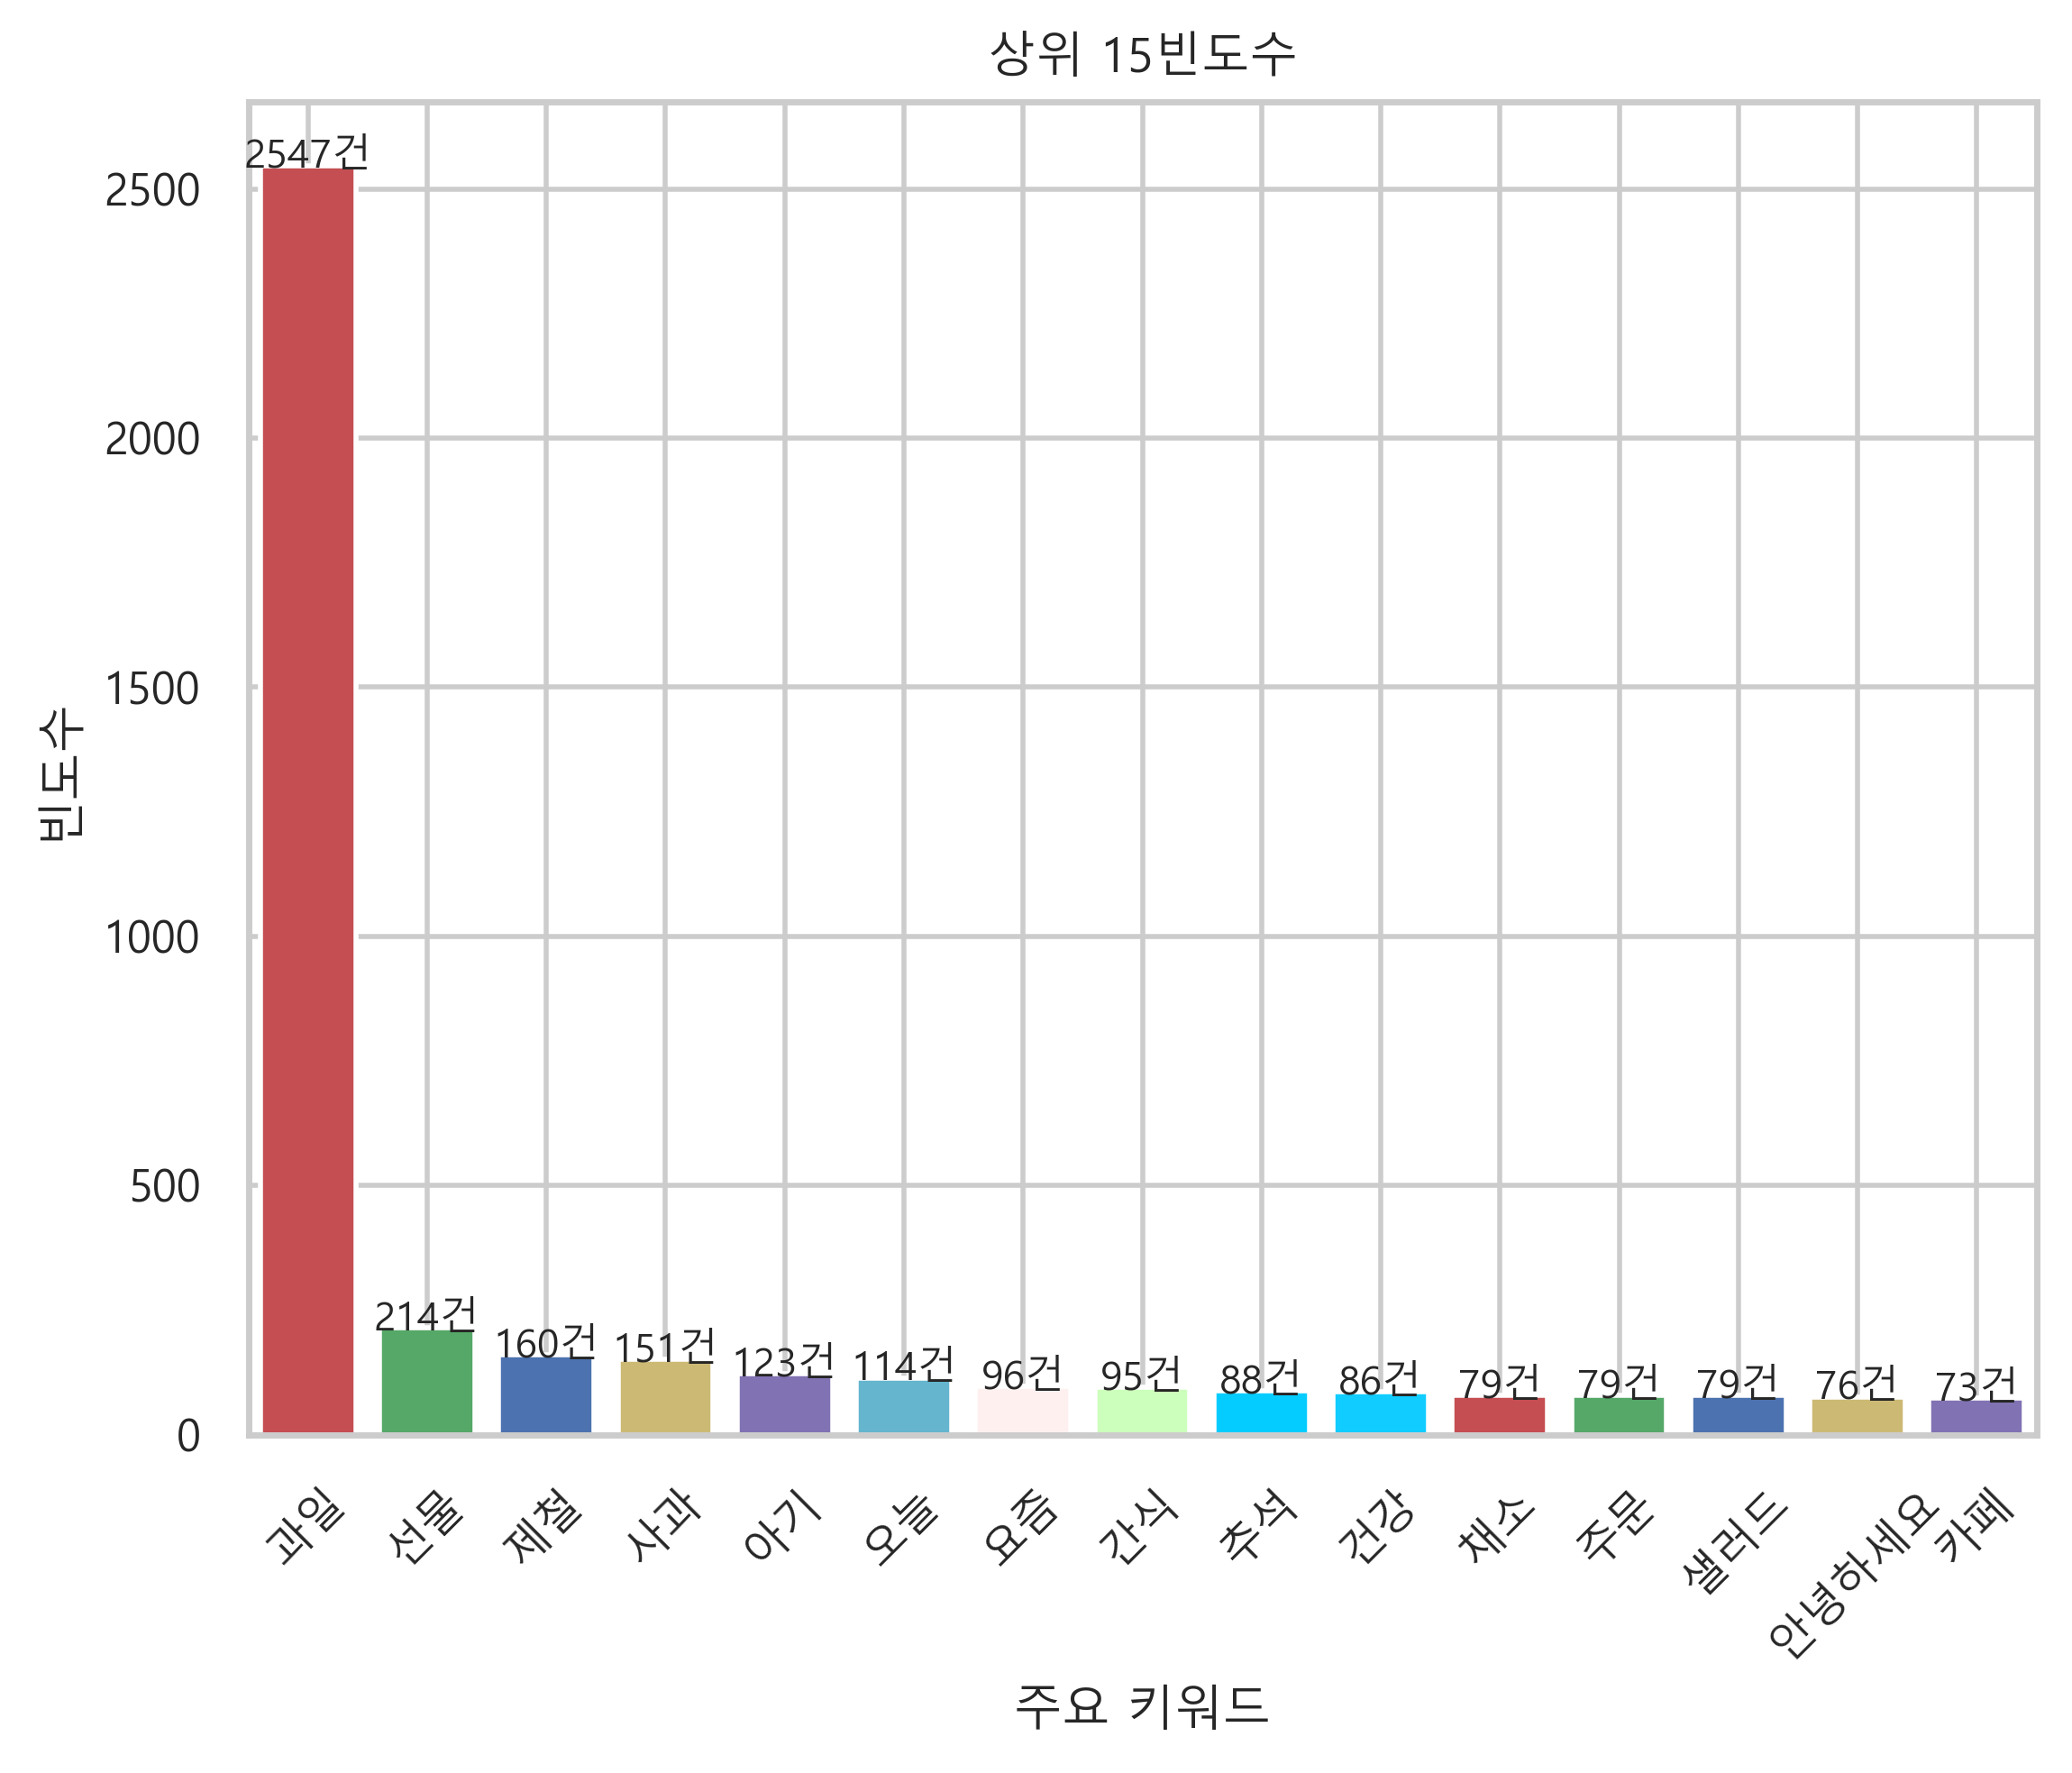 상위 15빈도수
빈도수
2500
2000
1500
1000
500
0
2547건
214건
160건
151건
123건
114건
96건
95건
88건
86건
79건
79건
79건
76건
73건
과일
선물
제철
사과
아기
오늘
요즘
간식
추석
건강
채소
주문
샐러드
안녕하세요
카페
주요 키워드